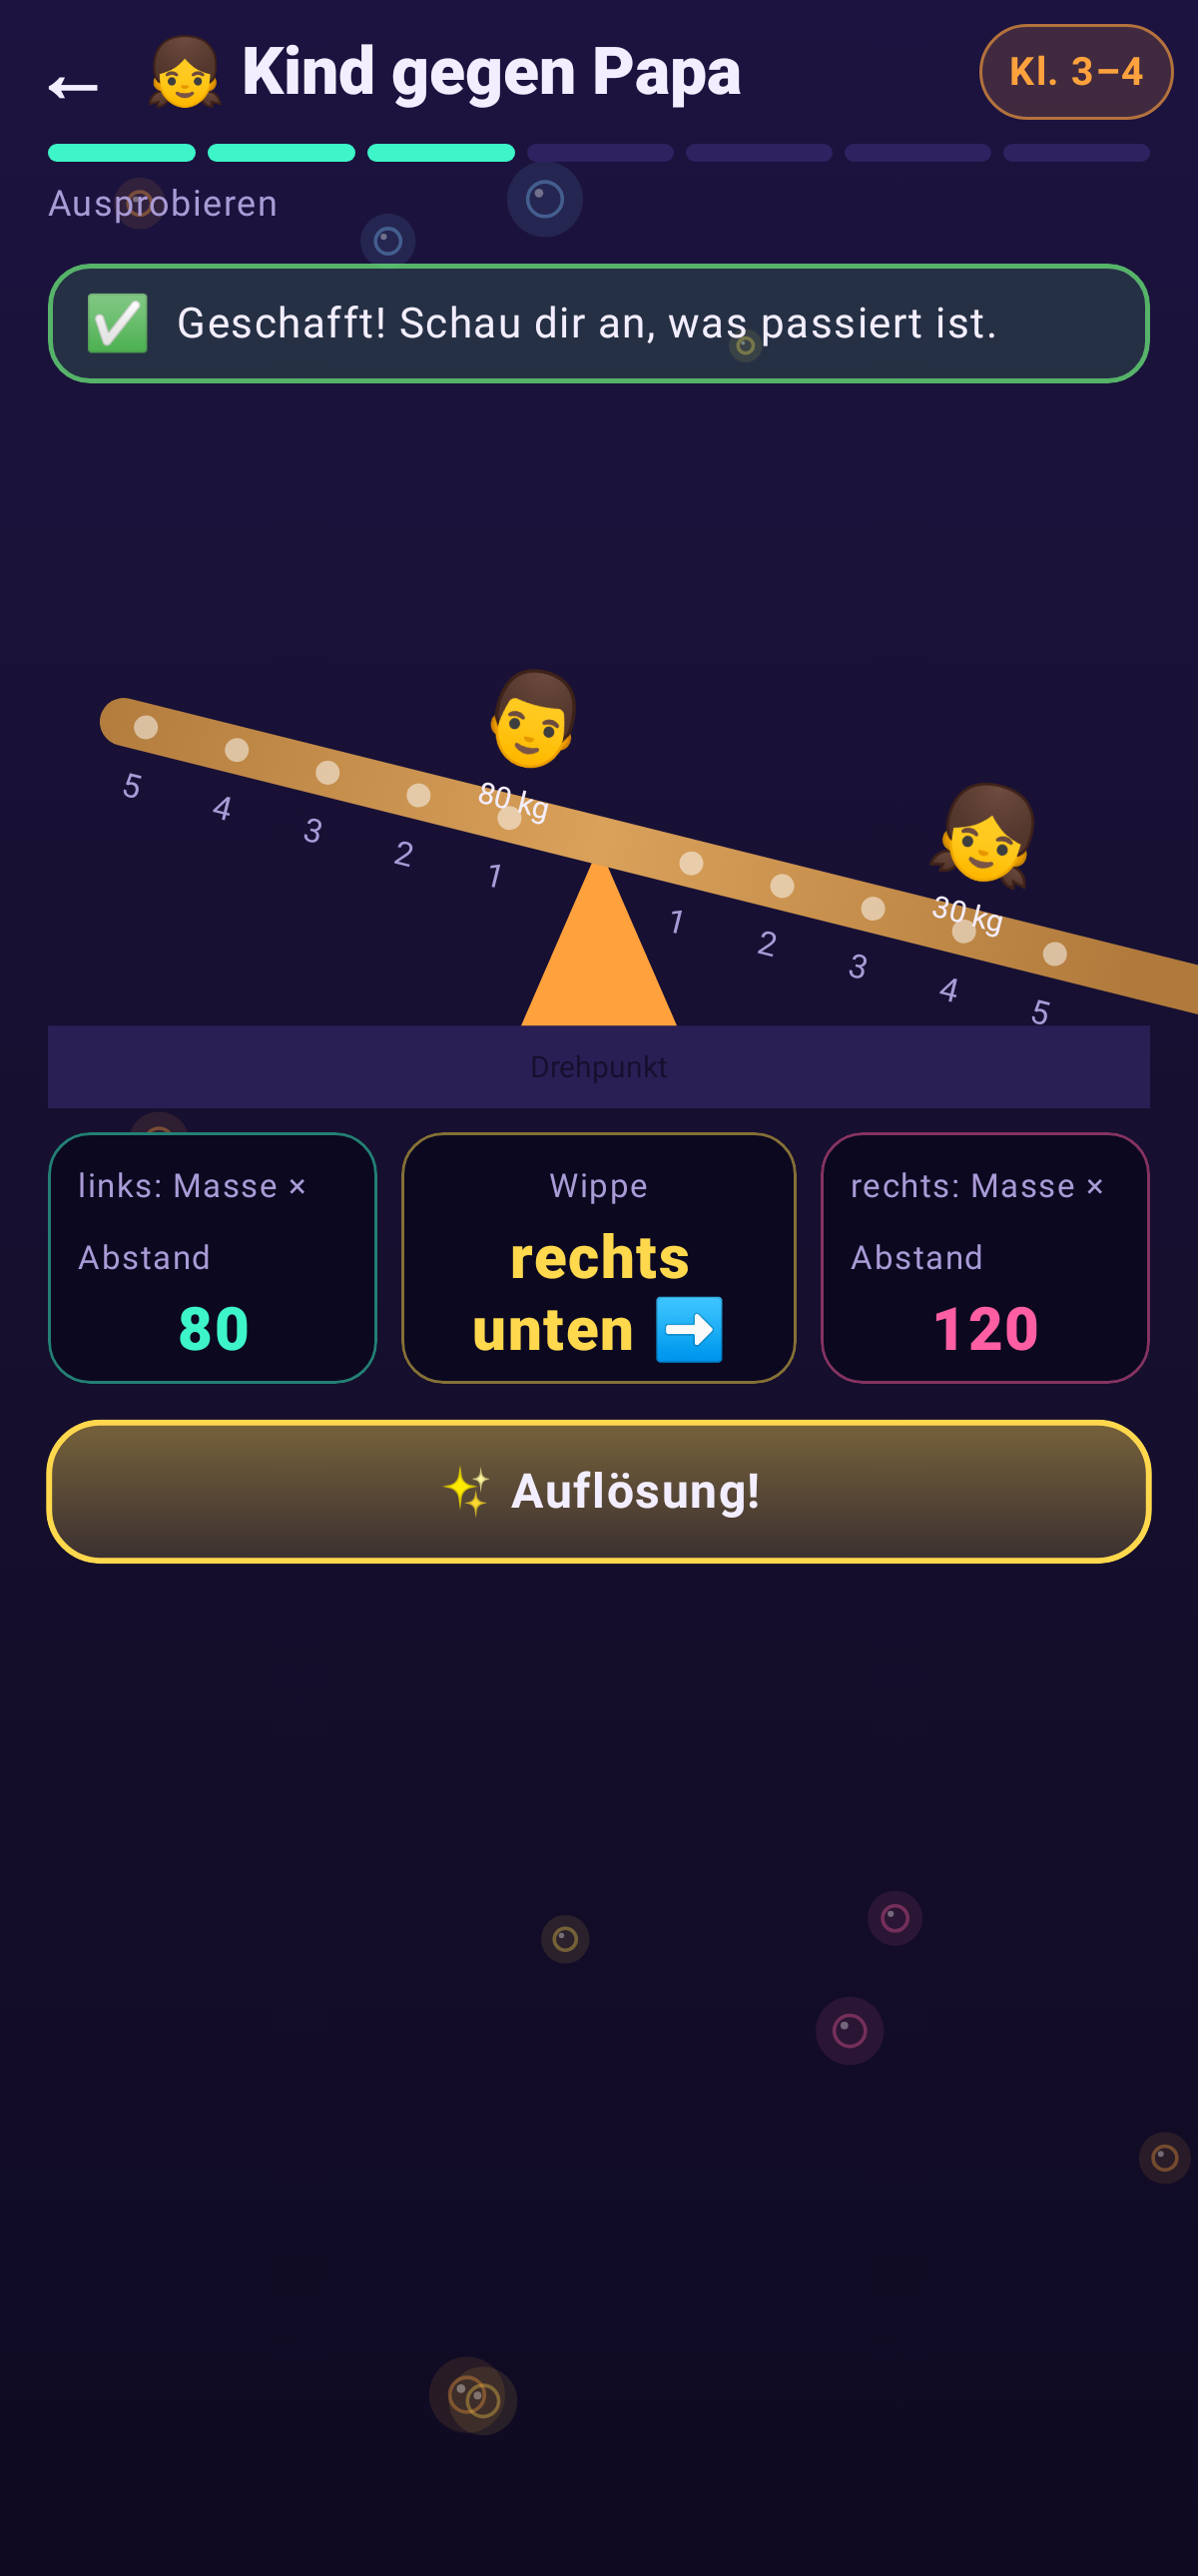 ← 👧 Kind gegen Papa
Kl. 3–4
Ausprobieren
✅ Geschafft! Schau dir an, was passiert ist.
80 kg
30 kg
5 4 3 2 1
1 2 3 4 5
Drehpunkt
links: Masse ×
Abstand
80
Wippe
rechts
unten ➡️
rechts: Masse ×
Abstand
120
✨ Auflösung!